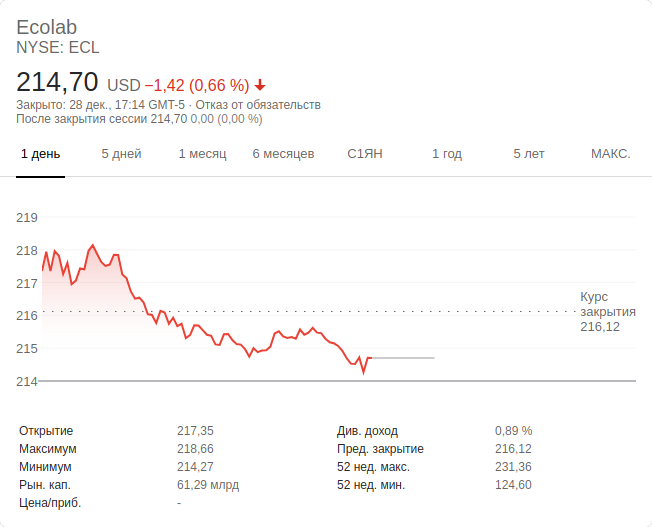 Ecolab
NYSE: ECL
214,70 USD −1,42 (0,66 %)
Закрыто: 28 дек., 17:14 GMT-5 · Отказ от обязательств
После закрытия сессии 214,70 0,00 (0,00 %)
1 день 5 дней 1 месяц 6 месяцев С1ЯН 1 год 5 лет МАКС.
219
218
217
216
215
214
Курс
закрытия
216,12
Открытие 217,35 Див. доход 0,89 %
Максимум 218,66 Пред. закрытие 216,12
Минимум 214,27 52 нед. макс. 231,36
Рын. кап. 61,29 млрд 52 нед. мин. 124,60
Цена/приб. -